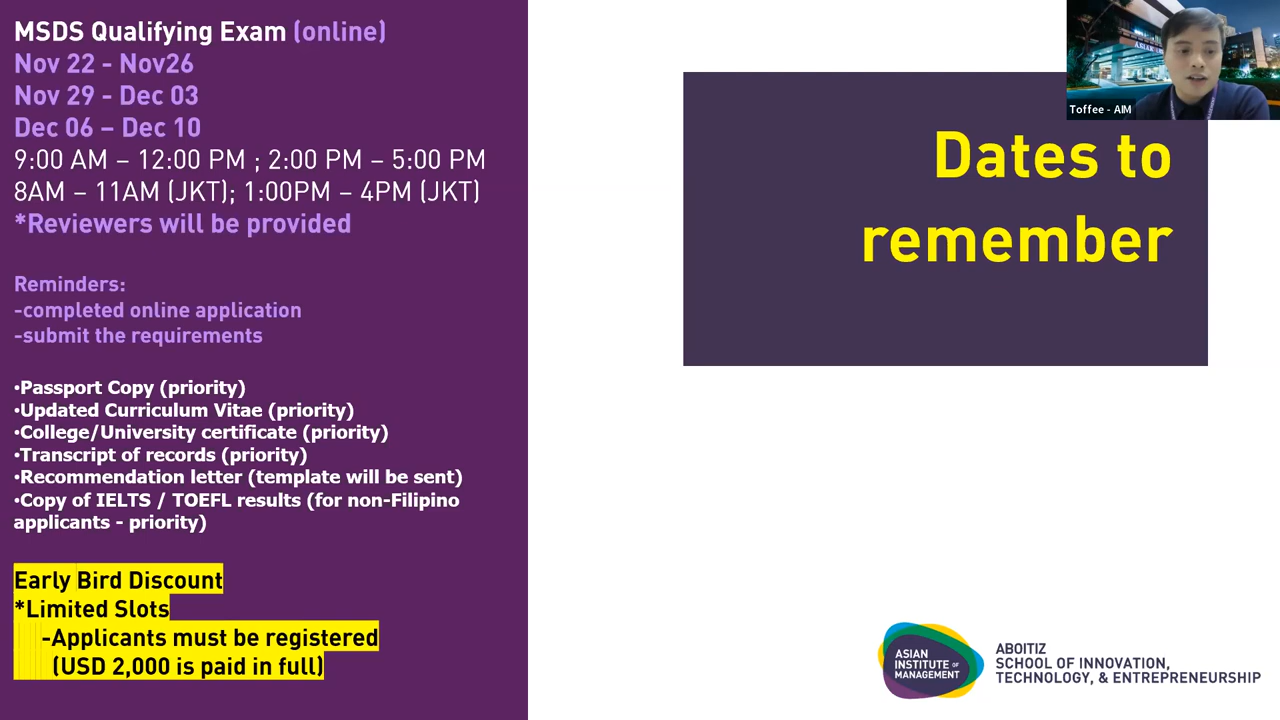 MSDS Qualifying Exam (online)
Nov 22 - Nov26
Nov 29 - Dec 03
Dec 06 – Dec 10
9:00 AM – 12:00 PM ; 2:00 PM – 5:00 PM
8AM – 11AM (JKT); 1:00PM – 4PM (JKT)
*Reviewers will be provided
Reminders:
-completed online application
-submit the requirements
•Passport Copy (priority)
•Updated Curriculum Vitae (priority)
•College/University certificate (priority)
•Transcript of records (priority)
•Recommendation letter (template will be sent)
•Copy of IELTS / TOEFL results (for non-Filipino
applicants - priority)
Early Bird Discount
*Limited Slots
-Applicants must be registered
(USD 2,000 is paid in full)
Toffee - AIM
Dates to
remember
ASIAN
INSTITUTE OF
MANAGEMENT
ABOITIZ
SCHOOL OF INNOVATION,
TECHNOLOGY, & ENTREPRENEURSHIP